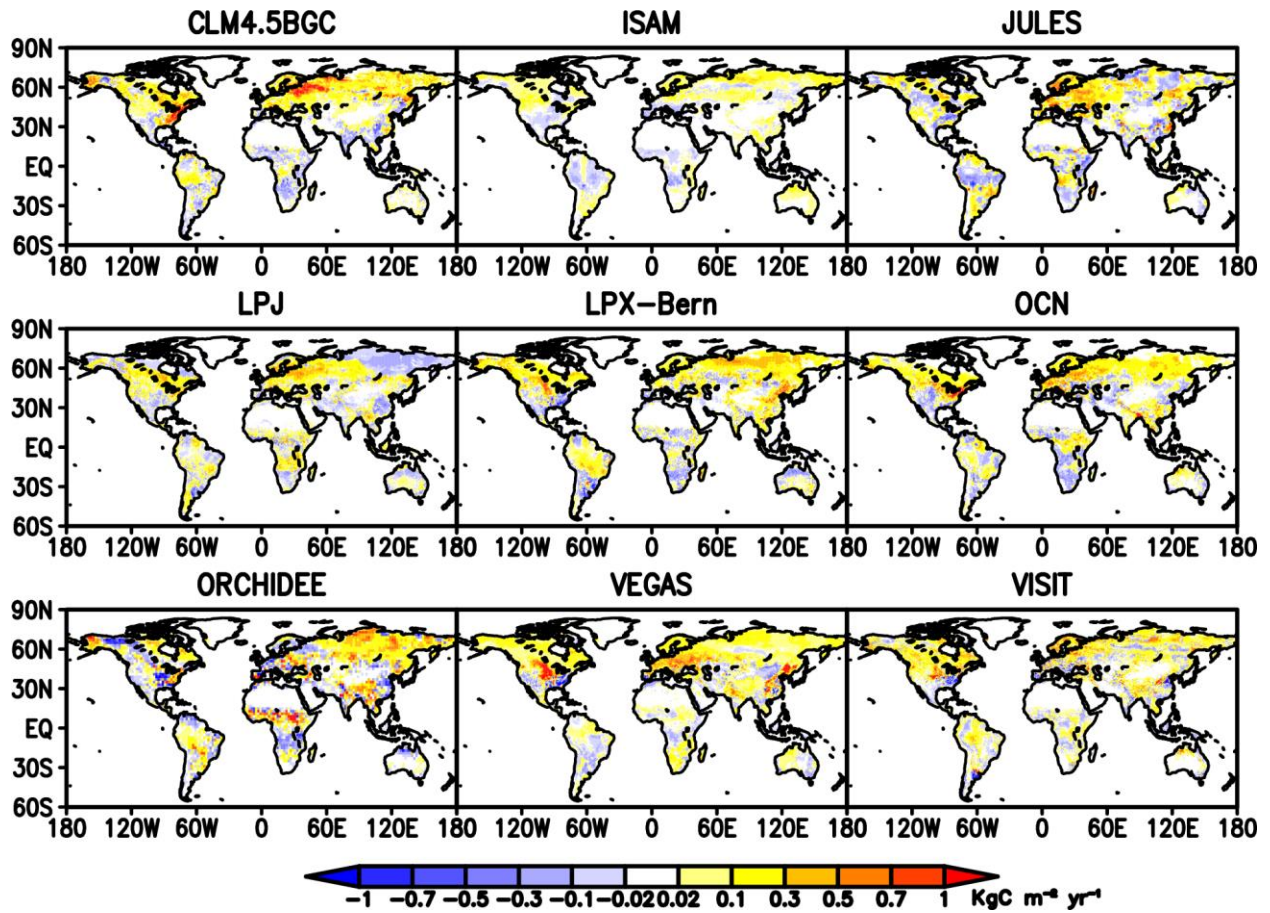 CLM4.5BGC ISAM JULES
90N
60N
30N
EQ
30S
60S
180 120W 60W 0 60E 120E 180 120W 60W 0 60E 120E 180 120W 60W 0 60E 120E 180
LPJ LPX−Bern OCN
90N
60N
30N
EQ
30S
60S
180 120W 60W 0 60E 120E 180 120W 60W 0 60E 120E 180 120W 60W 0 60E 120E 180
ORCHIDEE VEGAS VISIT
90N
60N
30N
EQ
30S
60S
180 120W 60W 0 60E 120E 180 120W 60W 0 60E 120E 180 120W 60W 0 60E 120E 180
−1 −0.7 −0.5 −0.3 −0.1 −0.02 0.02 0.1 0.3 0.5 0.7 1 KgC m⁻² yr⁻¹